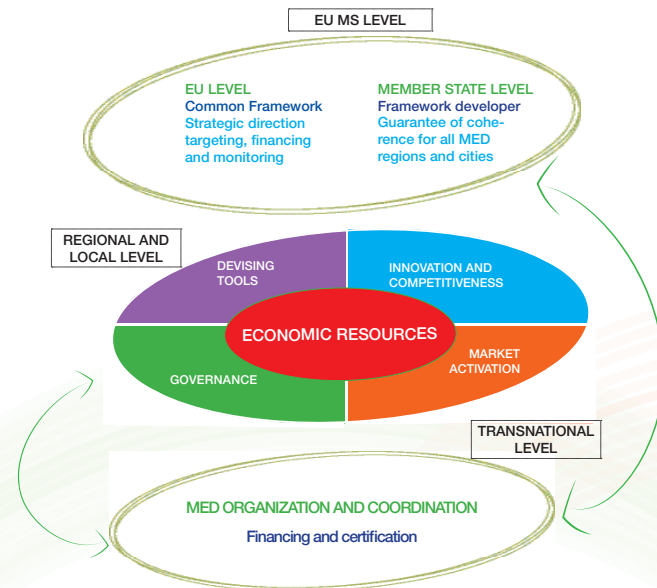 EU MS LEVEL
EU LEVEL
Common Framework
Strategic direction
targeting, financing
and monitoring
MEMBER STATE LEVEL
Framework developer
Guarantee of cohe-
rence for all MED
regions and cities
REGIONAL AND
LOCAL LEVEL
DEVISING
TOOLS
INNOVATION AND
COMPETITIVENESS
ECONOMIC RESOURCES
GOVERNANCE
MARKET
ACTIVATION
TRANSNATIONAL
LEVEL
MED ORGANIZATION AND COORDINATION
Financing and certification